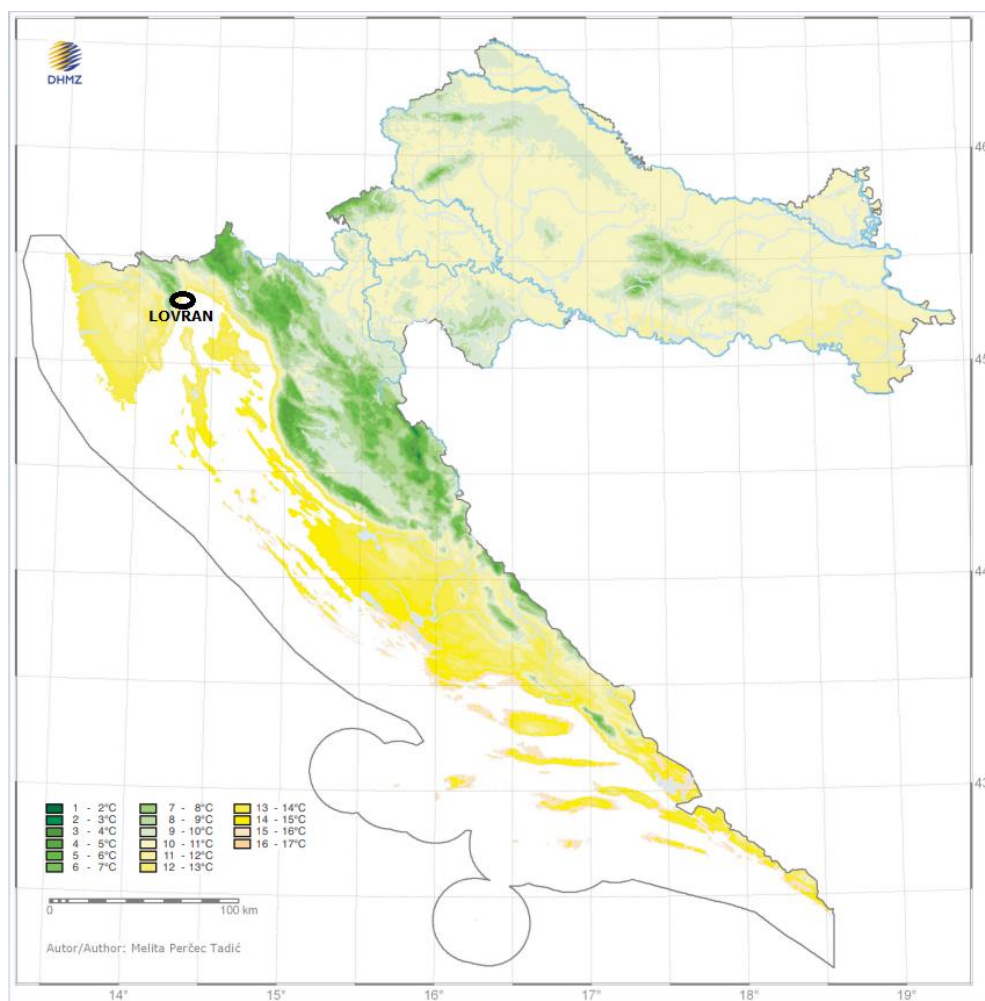 DHMZ
46
LOVRAN
45
44
43
1 - 2°C
2 - 3°C
3 - 4°C
4 - 5°C
5 - 6°C
6 - 7°C
7 - 8°C
8 - 9°C
9 - 10°C
10 - 11°C
11 - 12°C
12 - 13°C
13 - 14°C
14 - 15°C
15 - 16°C
16 - 17°C
0 100 km
Autor/Author: Melita Perčec Tadić
14° 15° 16° 17° 18° 19°